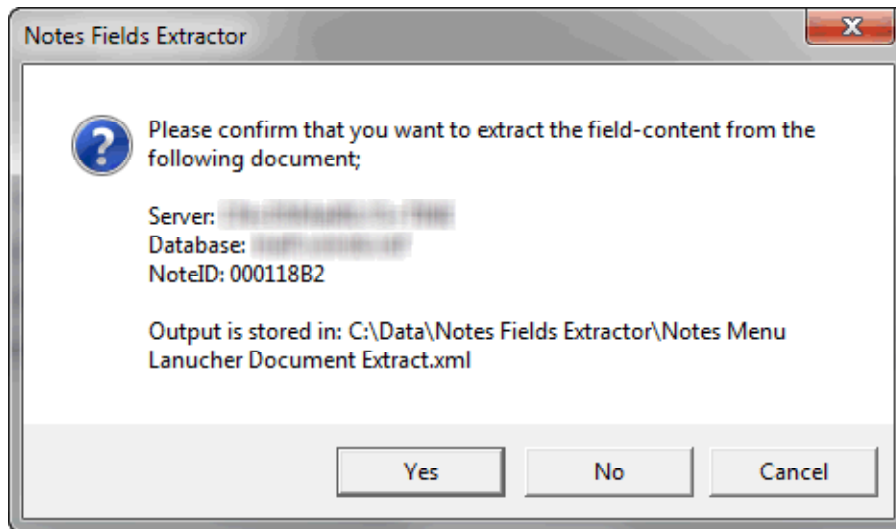 Notes Fields Extractor
Please confirm that you want to extract the field-content from the
following document;
Server:
Database:
NoteID: 000118B2
Output is stored in: C:\Data\Notes Fields Extractor\Notes Menu
Lanucher Document Extract.xml
Yes
No
Cancel